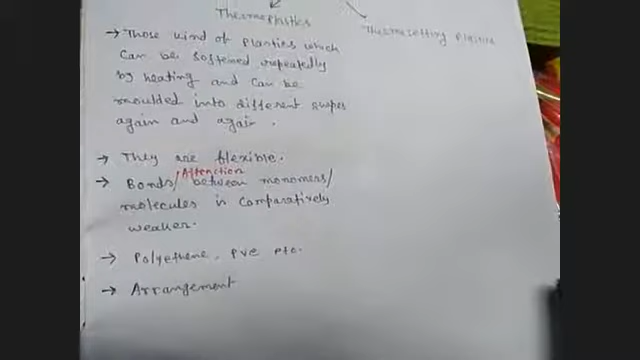 Thermoplastics
Thermosetting Plastics
→ Those kind of Plastics which
can be softened repeatedly
by heating and can be
moulded into different shapes
again and again.
→ They are flexible.
Attraction
→ Bonds/ between monomers/
molecules is comparatively
weaker.
→ Polyethene, PVC etc.
→ Arrangement